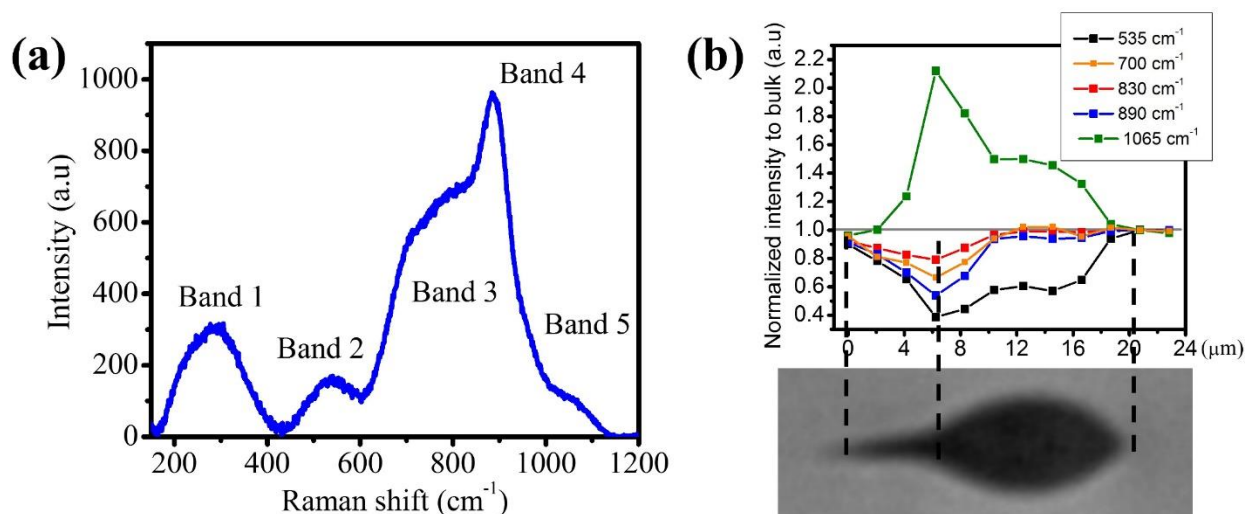 (a)
Intensity (a.u)
1000
800
600
400
200
0
Band 1
Band 2
Band 3
Band 4
Band 5
200 400 600 800 1000 1200
Raman shift (cm⁻¹)
(b)
Normalized intensity to bulk (a.u)
2.2
2.0
1.8
1.6
1.4
1.2
1.0
0.8
0.6
0.4
535 cm⁻¹
700 cm⁻¹
830 cm⁻¹
890 cm⁻¹
1065 cm⁻¹
0 4 8 12 16 20 24 (μm)